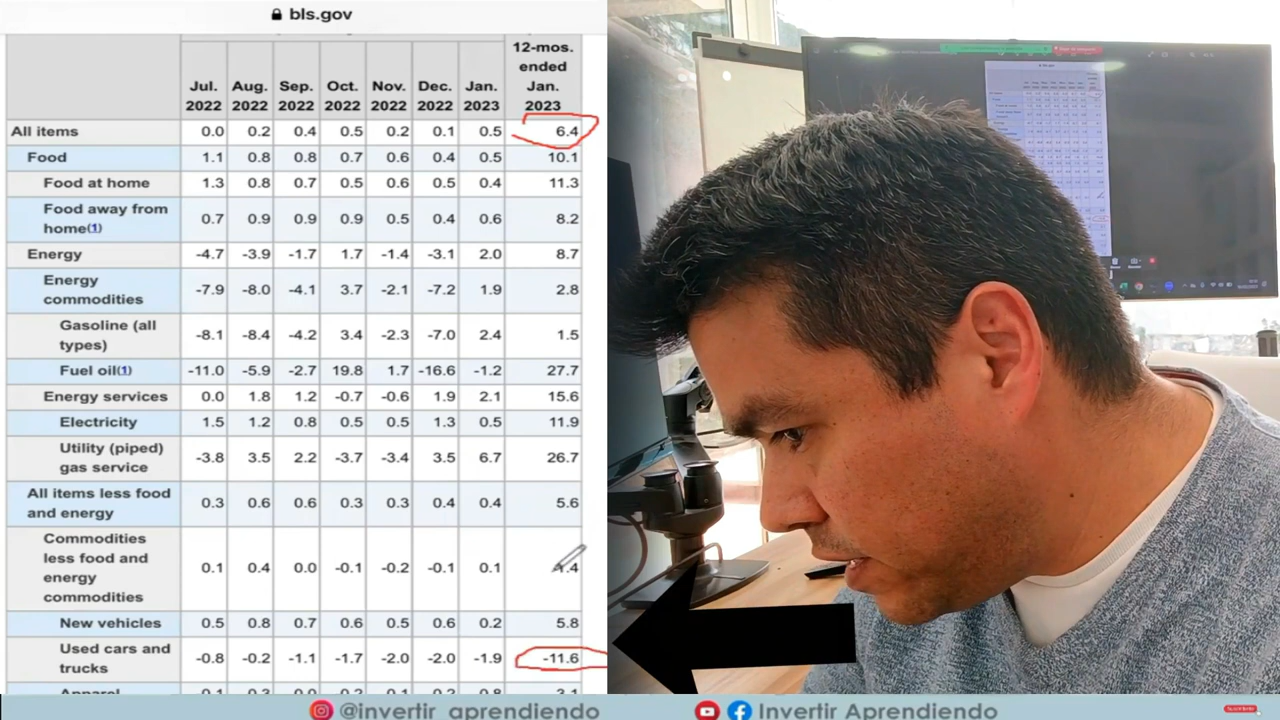 bls.gov
12-mos.
ended
Jul. Aug. Sep. Oct. Nov. Dec. Jan. Jan.
2022 2022 2022 2022 2022 2022 2023 2023
All items 0.0 0.2 0.4 0.5 0.2 0.1 0.5 6.4
Food 1.1 0.8 0.8 0.7 0.6 0.4 0.5 10.1
Food at home 1.3 0.8 0.7 0.5 0.6 0.5 0.4 11.3
Food away from
home(1) 0.7 0.9 0.9 0.9 0.5 0.4 0.6 8.2
Energy -4.7 -3.9 -1.7 1.7 -1.4 -3.1 2.0 8.7
Energy
commodities -7.9 -8.0 -4.1 3.7 -2.1 -7.2 1.9 2.8
Gasoline (all
types) -8.1 -8.4 -4.2 3.4 -2.3 -7.0 2.4 1.5
Fuel oil(1) -11.0 -5.9 -2.7 19.8 1.7 -16.6 -1.2 27.7
Energy services 0.0 1.8 1.2 -0.7 -0.6 1.9 2.1 15.6
Electricity 1.5 1.2 0.8 0.5 0.5 1.3 0.5 11.9
Utility (piped)
gas service -3.8 3.5 2.2 -3.7 -3.4 3.5 6.7 26.7
All items less food
and energy 0.3 0.6 0.6 0.3 0.3 0.4 0.4 5.6
Commodities
less food and
energy
commodities 0.1 0.4 0.0 -0.1 -0.2 -0.1 0.1 1.4
New vehicles 0.5 0.8 0.7 0.6 0.5 0.6 0.2 5.8
Used cars and
trucks -0.8 -0.2 -1.1 -1.7 -2.0 -2.0 -1.9 -11.6
@invertir_aprendiendo Invertir Aprendiendo